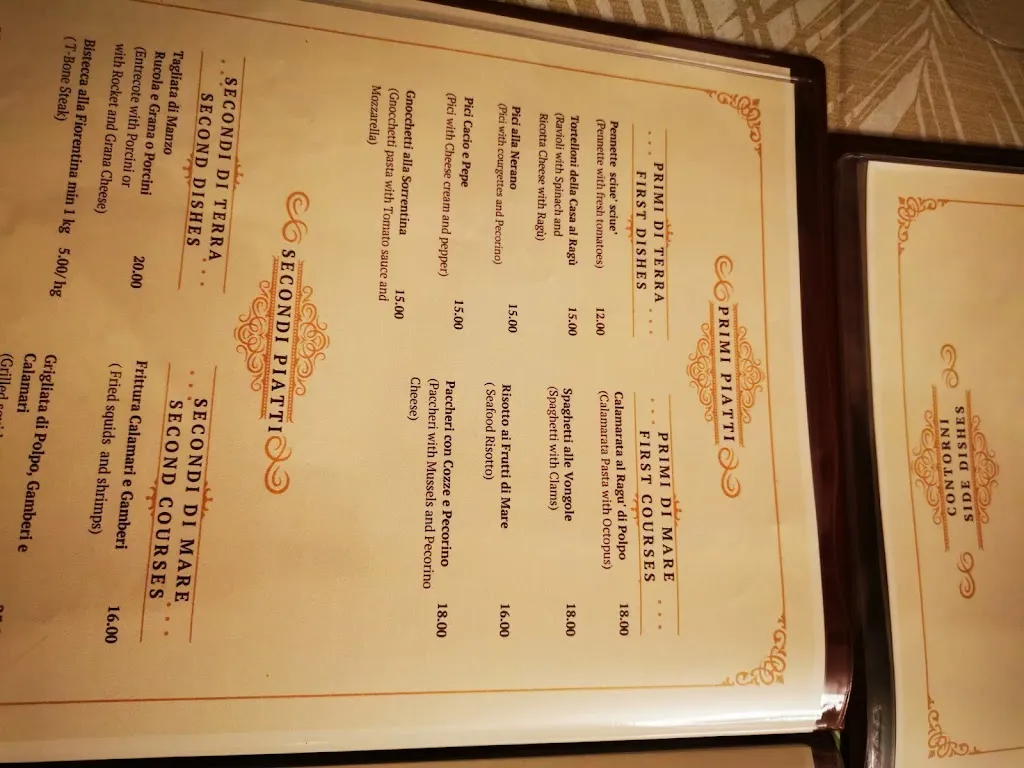 PRIMI PIATTI
PRIMI DI TERRA
FIRST DISHES
Pennette sciue' sciue'
(Pennette with fresh tomatoes) 12.00
Tortelloni della Casa al Ragù 15.00
(Ravioli with Spinach and
Ricotta Cheese with Ragù)
Pici alla Nerano 15.00
(Pici with courgettes and Pecorino)
Pici Cacio e Pepe 15.00
(Pici with Cheese cream and pepper)
Gnocchetti alla Sorrentina 15.00
(Gnocchetti pasta with Tomato sauce and
Mozzarella)
PRIMI DI MARE
FIRST COURSES
Calamarata al Ragu' di Polpo 18.00
(Calamarata Pasta with Octopus)
Spaghetti alle Vongole 18.00
(Spaghetti with Clams)
Risotto ai Frutti di Mare 16.00
( Seafood Risotto)
Paccheri con Cozze e Pecorino 18.00
(Paccheri with Mussels and Pecorino
Cheese)
SECONDI PIATTI
SECONDI DI TERRA
SECOND DISHES
Tagliata di Manzo
Rucola e Grana o Porcini 20.00
(Entrecote with Porcini or
with Rocket and Grana Cheese)
Bistecca alla Fiorentina min 1 kg 5.00/hg
( T-Bone Steak)
SECONDI DI MARE
SECOND COURSES
Frittura Calamari e Gamberi 16.00
( Fried squids and shrimps)
Grigliata di Polpo, Gamberi e
Calamari
(Grilled
CONTORNI
SIDE DISHES